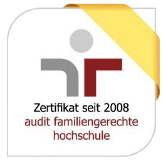 Zertifikat seit 2008
audit familiengerechte
hochschule